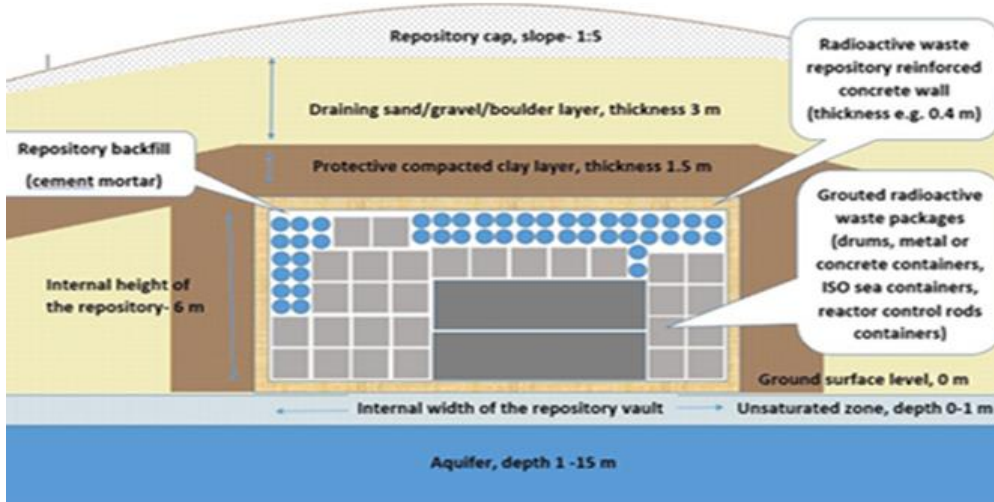 Repository cap, slope- 1:5
Radioactive waste
repository reinforced
concrete wall
(thickness e.g. 0.4 m)
Draining sand/gravel/boulder layer, thickness 3 m
Repository backfill
(cement mortar)
Protective compacted clay layer, thickness 1.5 m
Grouted radioactive
waste packages
(drums, metal or
concrete containers,
ISO sea containers,
reactor control rods
containers)
Internal height of
the repository- 6 m
Ground surface level, 0 m
Internal width of the repository vault
Unsaturated zone, depth 0-1 m
Aquifer, depth 1 -15 m